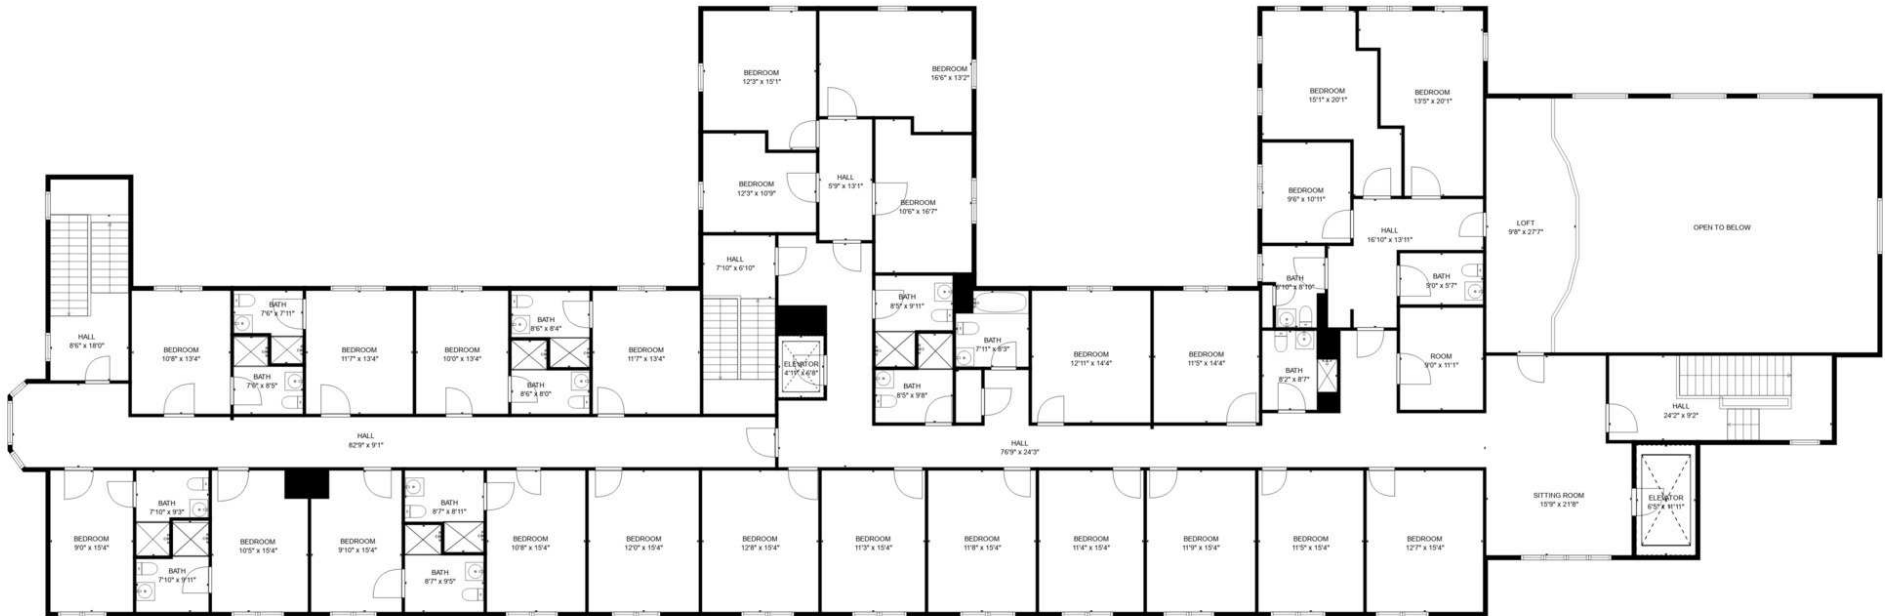 BEDROOM
12'3" x 15'1"
BEDROOM
16'6" x 13'2"
BEDROOM
15'1" x 20'1"
BEDROOM
13'5" x 20'1"
BEDROOM
12'3" x 10'9"
HALL
5'9" x 13'1"
BEDROOM
10'6" x 16'7"
BEDROOM
9'6" x 10'11"
HALL
16'10" x 13'11"
LOFT
9'8" x 27'7"
OPEN TO BELOW
HALL
7'10" x 6'10"
BATH
8'5" x 9'11"
BATH
6'10" x 8'10"
BATH
9'0" x 5'7"
HALL
8'6" x 18'0"
BEDROOM
10'8" x 13'4"
BATH
7'6" x 7'11"
BEDROOM
11'7" x 13'4"
BEDROOM
10'0" x 13'4"
BATH
8'6" x 8'4"
BEDROOM
11'7" x 13'4"
ELEVATOR
BATH
7'11" x 8'3"
BEDROOM
12'11" x 14'4"
BEDROOM
11'5" x 14'4"
BATH
8'2" x 8'7"
ROOM
9'0" x 11'1"
BATH
BATH
8'6" x 8'0"
BATH
8'5" x 9'8"
HALL
24'2" x 9'2"
HALL
82'9" x 9'1"
HALL
76'9" x 24'3"
BEDROOM
9'0" x 15'4"
BATH
7'10" x 9'3"
BATH
7'10" x 9'11"
BEDROOM
10'5" x 15'4"
BEDROOM
9'10" x 15'4"
BATH
8'7" x 8'11"
BATH
8'7" x 9'5"
BEDROOM
10'8" x 15'4"
BEDROOM
12'0" x 15'4"
BEDROOM
12'8" x 15'4"
BEDROOM
11'3" x 15'4"
BEDROOM
11'8" x 15'4"
BEDROOM
11'4" x 15'4"
BEDROOM
11'9" x 15'4"
BEDROOM
11'5" x 15'4"
BEDROOM
12'7" x 15'4"
SITTING ROOM
15'9" x 21'8"
ELEVATOR
6'5" x 11'11"